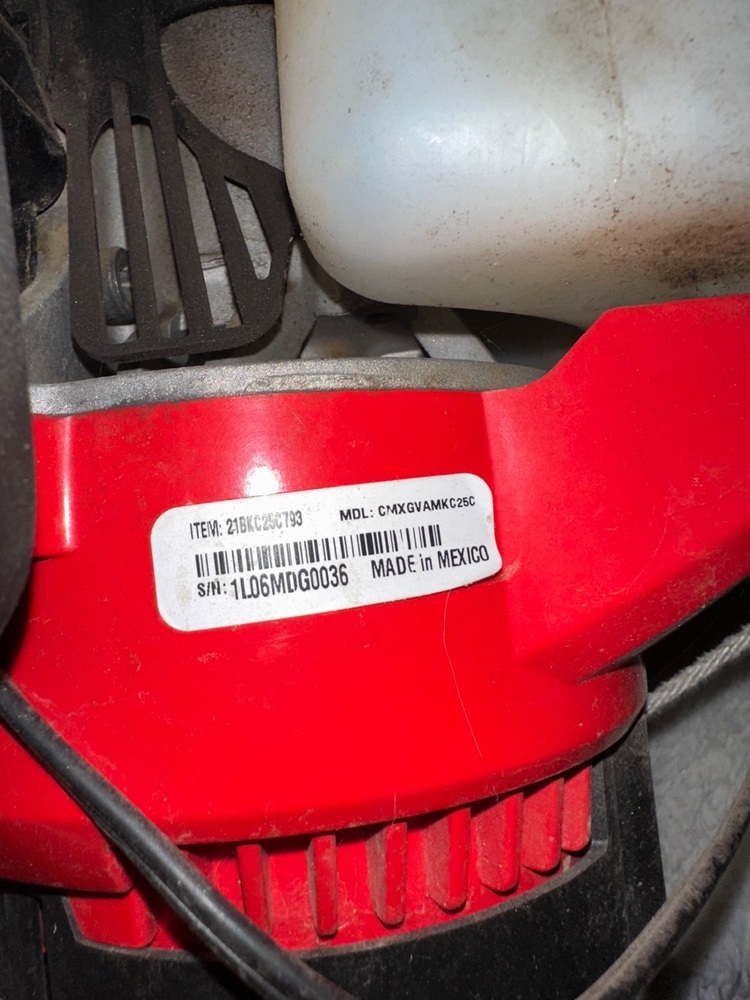 ITEM: 21BKC25C793 MDL: CMXGVAMKC25C
S/N: 1L06MDG0036 MADE in MEXICO